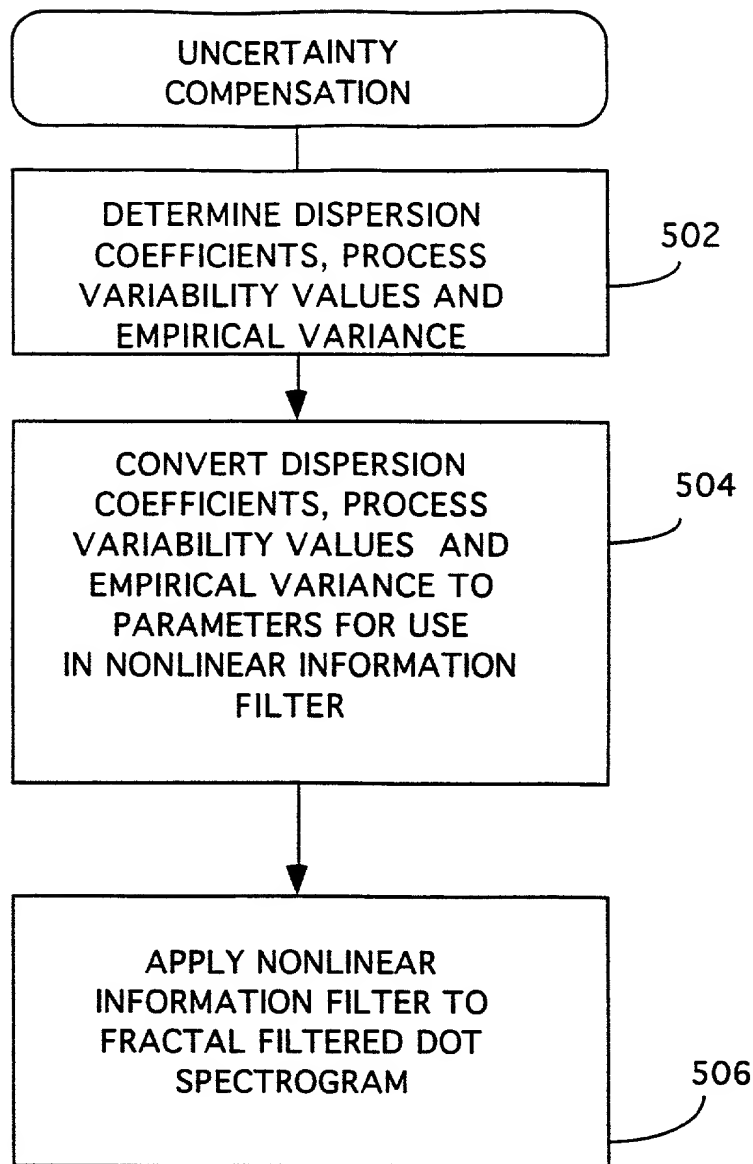 UNCERTAINTY
COMPENSATION
DETERMINE DISPERSION
COEFFICIENTS, PROCESS
VARIABILITY VALUES AND
EMPIRICAL VARIANCE
502
CONVERT DISPERSION
COEFFICIENTS, PROCESS
VARIABILITY VALUES AND
EMPIRICAL VARIANCE TO
PARAMETERS FOR USE
IN NONLINEAR INFORMATION
FILTER
504
APPLY NONLINEAR
INFORMATION FILTER TO
FRACTAL FILTERED DOT
SPECTROGRAM
506